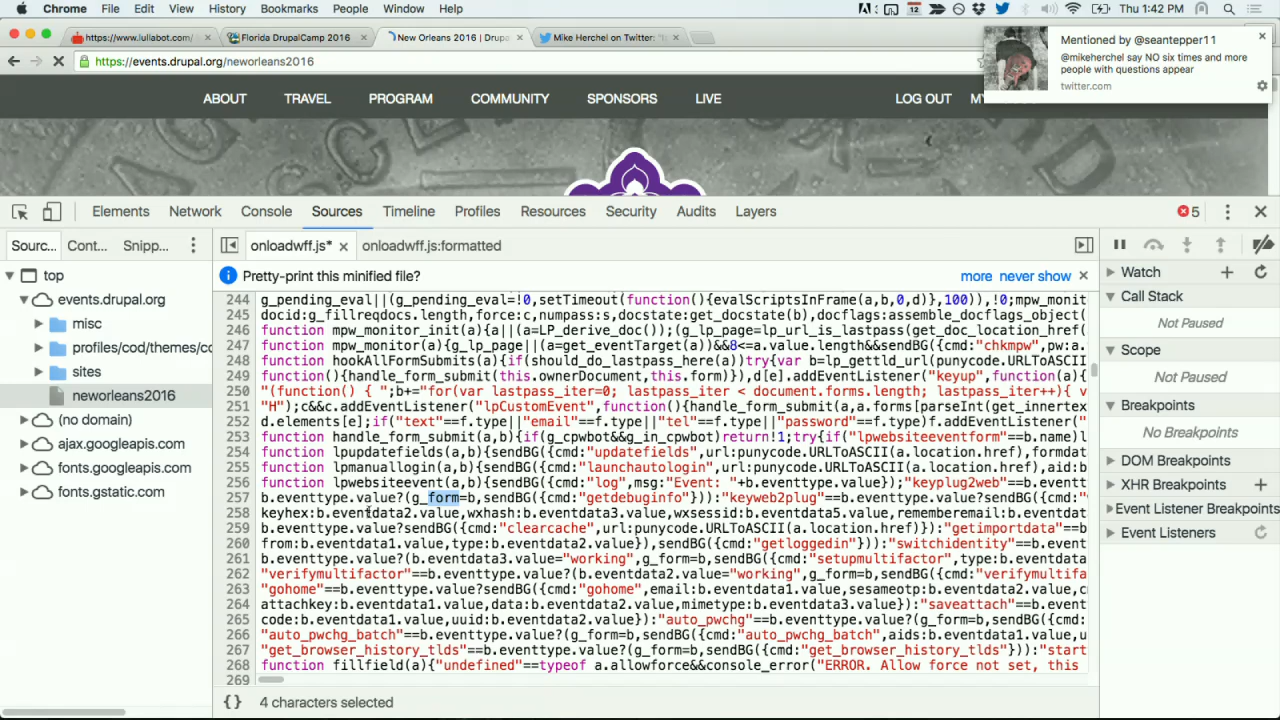 Chrome File Edit View History Bookmarks People Window Help
12
Thu 1:42 PM
https://www.lullabot.com/ ×
Florida DrupalCamp 2016 ×
New Orleans 2016 | Drupa ×
Mike Herchel on Twitter: " ×
https://events.drupal.org/neworleans2016
Mentioned by @seantepper11
@mikeherchel say NO six times and more
people with questions appear
twitter.com
ABOUT TRAVEL PROGRAM COMMUNITY SPONSORS LIVE LOG OUT
Elements Network Console Sources Timeline Profiles Resources Security Audits Layers 5
Sourc... Cont... Snipp...
onloadwff.js* × onloadwff.js:formatted
Pretty-print this minified file? more never show ×
top
events.drupal.org
misc
profiles/cod/themes/cc
sites
neworleans2016
(no domain)
ajax.googleapis.com
fonts.googleapis.com
fonts.gstatic.com
244 g_pending_eval||(g_pending_eval=!0,setTimeout(function(){evalScriptsInFrame(a,b,0,d)},100)),!0;mpw_monit
245 docid:g_fillreqdocs.length,force:c,numpass:s,docstate:get_docstate(b),docflags:assemble_docflags_object(
246 function mpw_monitor_init(a){a||(a=LP_derive_doc());(g_lp_page=lp_url_is_lastpass(get_doc_location_href(
247 function mpw_monitor(a){g_lp_page||(a=get_eventTarget(a))&&8<=a.value.length&&sendBG({cmd:"chkmpw",pw:a.
248 function hookAllFormSubmits(a){if(should_do_lastpass_here(a))try{var b=lp_gettld_url(punycode.URLToASCII
249 function(){handle_form_submit(this.ownerDocument,this.form)}),d[e].addEventListener("keyup",function(a){
250 "(function() { ";b+="for(var lastpass_iter=0; lastpass_iter < document.forms.length; lastpass_iter++){ v
251 "H");c&&c.addEventListener("lpCustomEvent",function(){handle_form_submit(a,a.forms[parseInt(get_innertex
252 d.elements[e];if("text"==f.type||"email"==f.type||"tel"==f.type||"password"==f.type)f.addEventListener("
253 function handle_form_submit(a,b){if(g_cpwbot&&g_in_cpwbot)return!1;try{if("lpwebsiteeventform"==b.name)l
254 function lpupdatefields(a,b){sendBG({cmd:"updatefields",url:punycode.URLToASCII(a.location.href),formdat
255 function lpmanuallogin(a,b){sendBG({cmd:"launchautologin",url:punycode.URLToASCII(a.location.href),aid:b
256 function lpwebsiteevent(a,b){sendBG({cmd:"log",msg:"Event: "+b.eventtype.value});"keyplug2web"==b.eventt
257 b.eventtype.value?(g_form=b,sendBG({cmd:"getdebuginfo"})):"keyweb2plug"==b.eventtype.value?sendBG({cmd:"
258 keyhex:b.eventdata2.value,wxhash:b.eventdata3.value,wxsessid:b.eventdata5.value,rememberemail:b.eventdat
259 b.eventtype.value?sendBG({cmd:"clearcache",url:punycode.URLToASCII(a.location.href)}):"getimportdata"==b
260 from:b.eventdata1.value,type:b.eventdata2.value}),sendBG({cmd:"getloggedin"})):"switchidentity"==b.event
261 b.eventtype.value?(b.eventdata3.value="working",g_form=b,sendBG({cmd:"setupmultifactor",type:b.eventdata
262 "verifymultifactor"==b.eventtype.value?(b.eventdata2.value="working",g_form=b,sendBG({cmd:"verifymultifa
263 "gohome"==b.eventtype.value?sendBG({cmd:"gohome",email:b.eventdata1.value,sesameotp:b.eventdata2.value,c
264 attachkey:b.eventdata1.value,data:b.eventdata2.value,mimetype:b.eventdata3.value}):"saveattach"==b.event
265 code:b.eventdata1.value,uuid:b.eventdata2.value}):"auto_pwchg"==b.eventtype.value?(g_form=b,sendBG({cmd:
266 "auto_pwchg_batch"==b.eventtype.value?(g_form=b,sendBG({cmd:"auto_pwchg_batch",aids:b.eventdata1.value,u
267 "get_browser_history_tlds"==b.eventtype.value?(g_form=b,sendBG({cmd:"get_browser_history_tlds"})):"start
268 function fillfield(a){"undefined"==typeof a.allowforce&&console_error("ERROR. Allow force not set, this
269
{} 4 characters selected
Watch
Call Stack
Not Paused
Scope
Not Paused
Breakpoints
No Breakpoints
DOM Breakpoints
XHR Breakpoints
Event Listener Breakpoints
Event Listeners